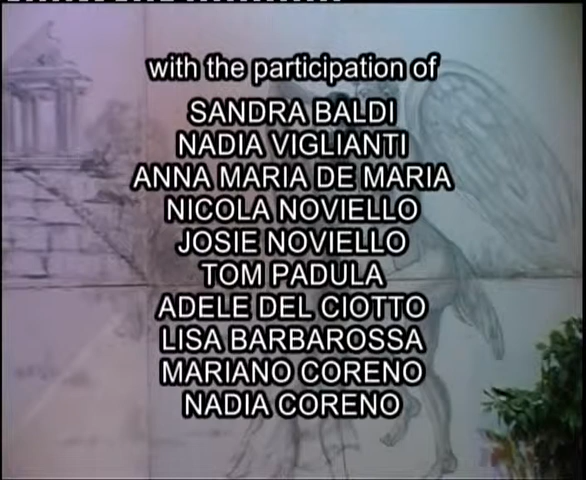 with the participation of
SANDRA BALDI
NADIA VIGLIANTI
ANNA MARIA DE MARIA
NICOLA NOVIELLO
JOSIE NOVIELLO
TOM PADULA
ADELE DEL CIOTTO
LISA BARBAROSSA
MARIANO CORENO
NADIA CORENO